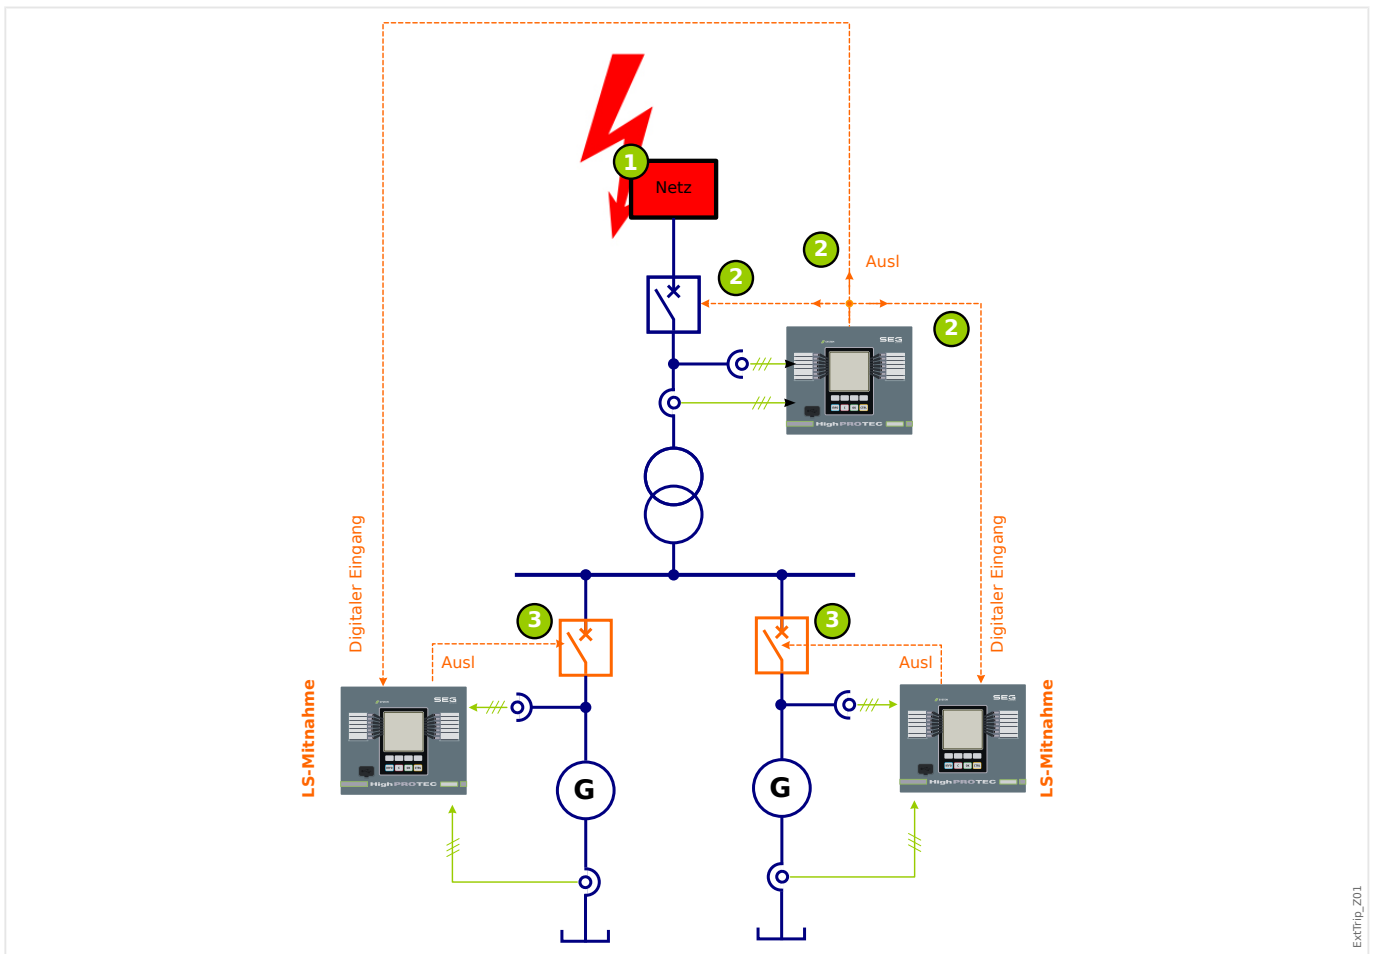 1
Netz
2
Ausl
2
2
SEG
HighPROTEC
Digitaler Eingang
Digitaler Eingang
3
3
Ausl
Ausl
LS-Mitnahme
SEG
HighPROTEC
SEG
HighPROTEC
LS-Mitnahme
G
G
ExtTrip_Z01